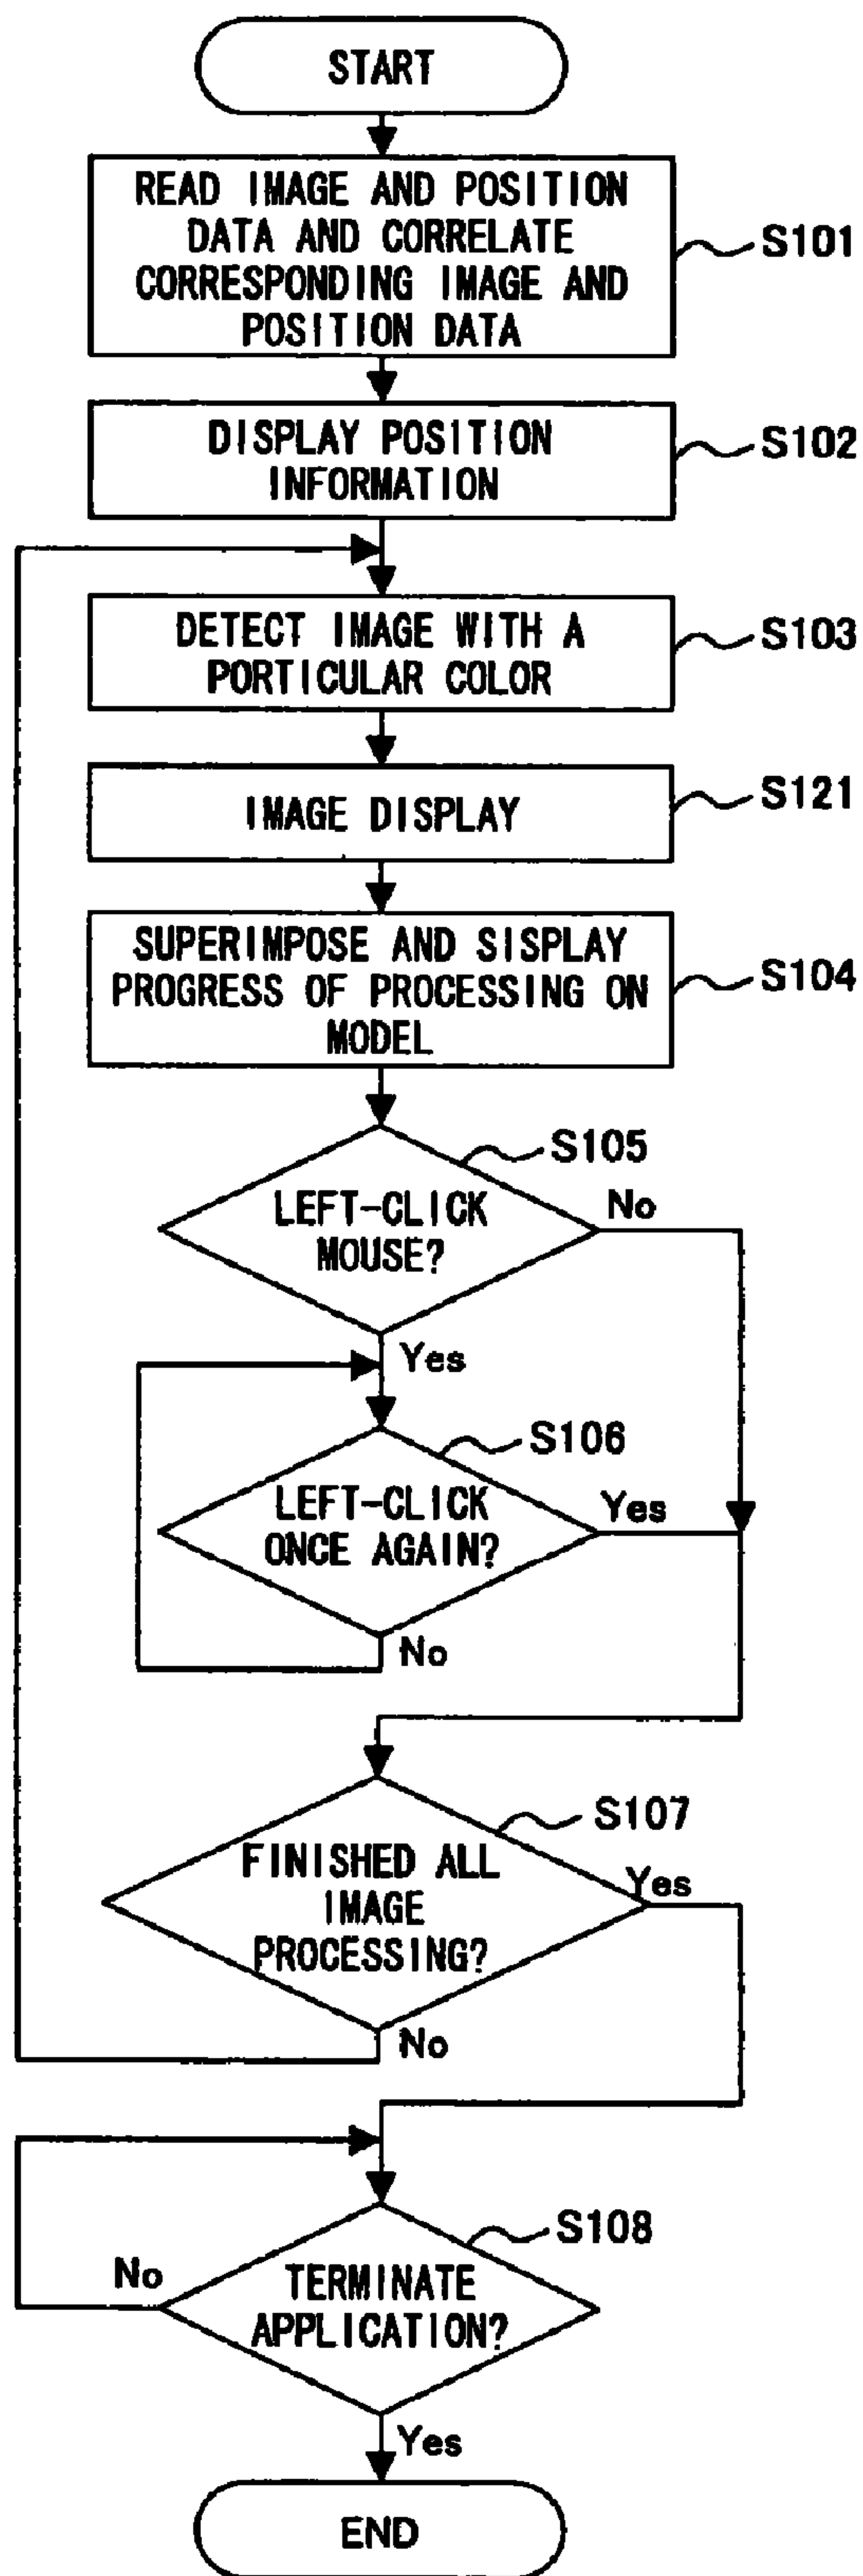 START
READ IMAGE AND POSITION
DATA AND CORRELATE
CORRESPONDING IMAGE AND
POSITION DATA
S101
DISPLAY POSITION
INFORMATION
S102
DETECT IMAGE WITH A
PORTICULAR COLOR
S103
IMAGE DISPLAY
S121
SUPERIMPOSE AND SISPLAY
PROGRESS OF PROCESSING ON
MODEL
S104
S105
LEFT-CLICK
MOUSE?
No
Yes
S106
LEFT-CLICK
ONCE AGAIN?
Yes
No
S107
FINISHED ALL
IMAGE
PROCESSING?
Yes
No
S108
TERMINATE
APPLICATION?
No
Yes
END